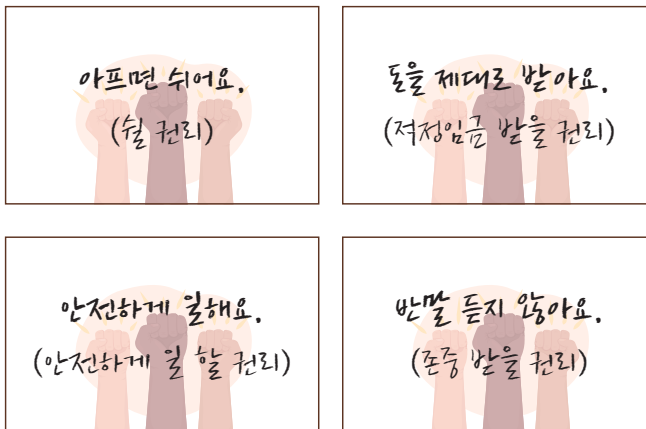 아프면 쉬어요.
(쉴 권리)
돈을 제대로 받아요.
(적정임금 받을 권리)
안전하게 일해요.
(안전하게 일 할 권리)
반말 듣지 않아요.
(존중 받을 권리)